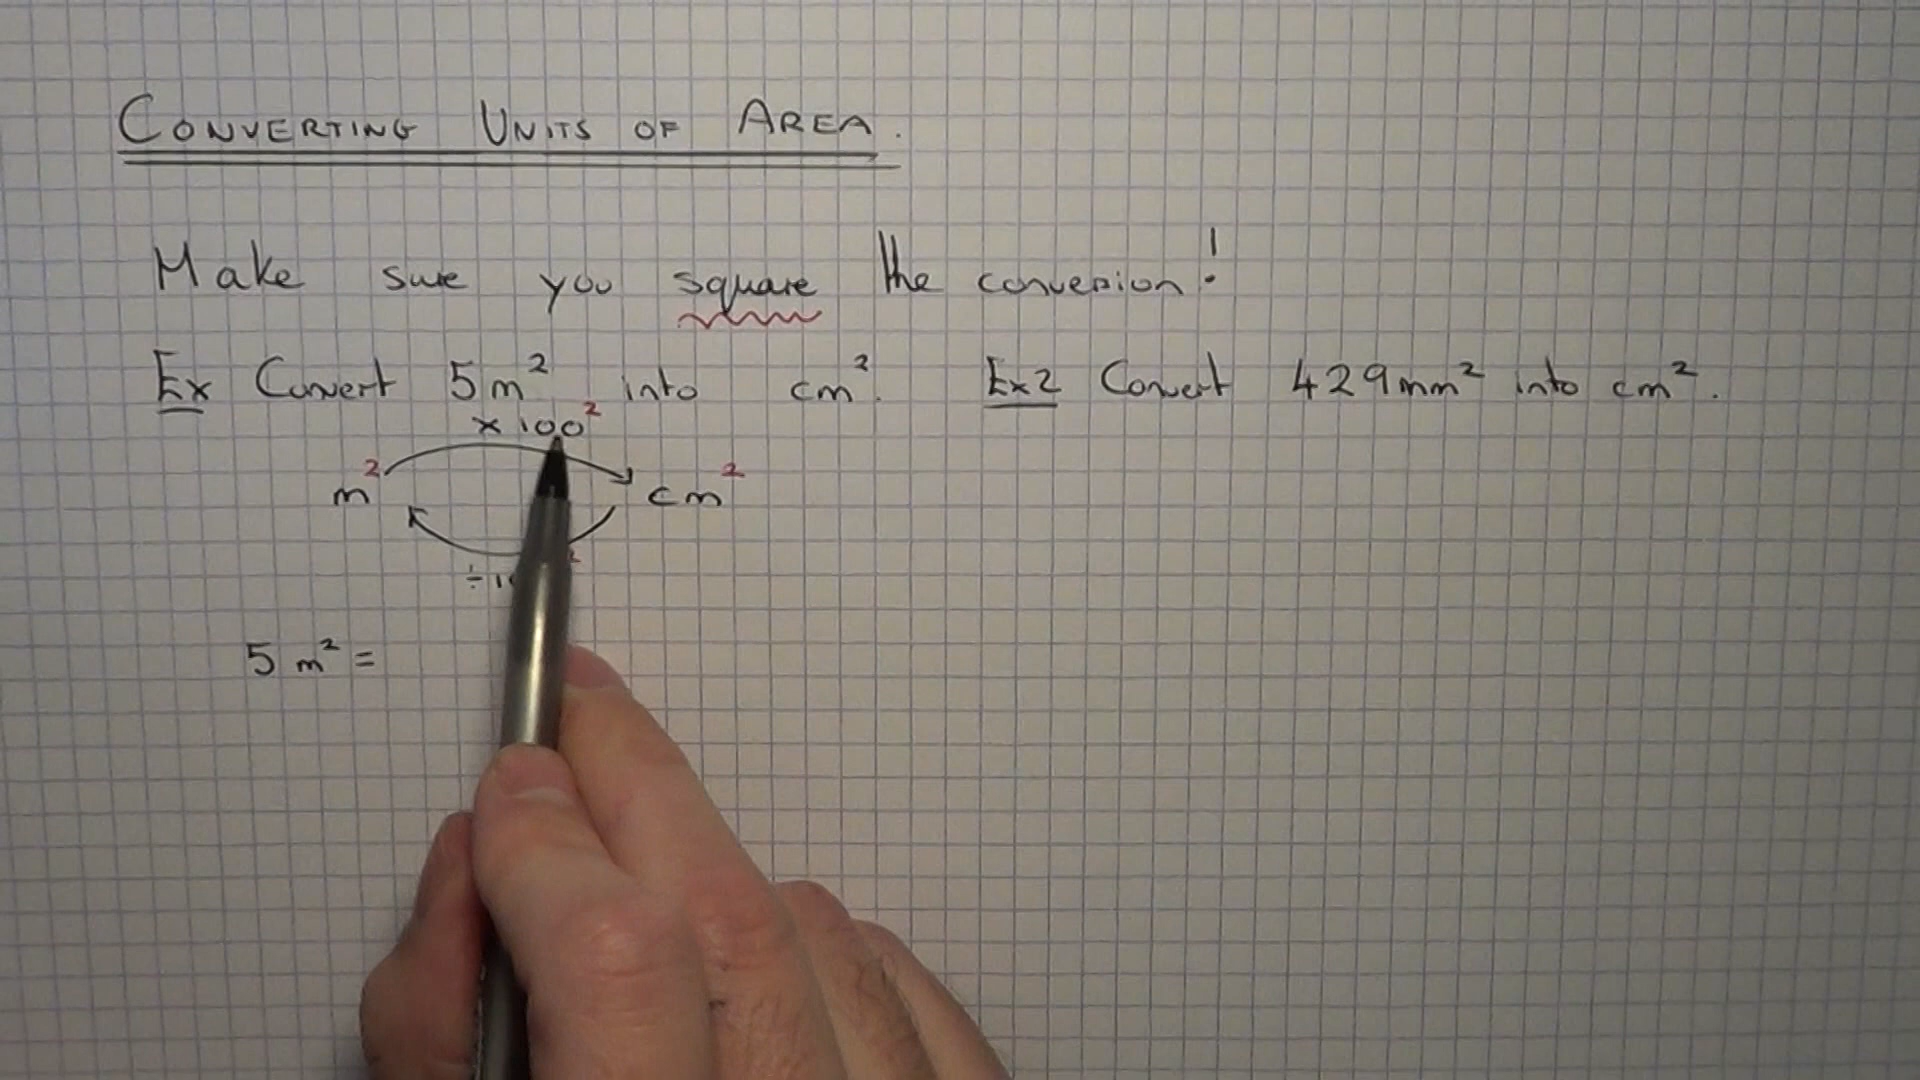 CONVERTING UNITS OF AREA.
Make sure you square the conversion!
Ex Convert 5m² into cm².
× 100²
m² cm²
5 m² =
Ex2 Convert 429mm² into cm².